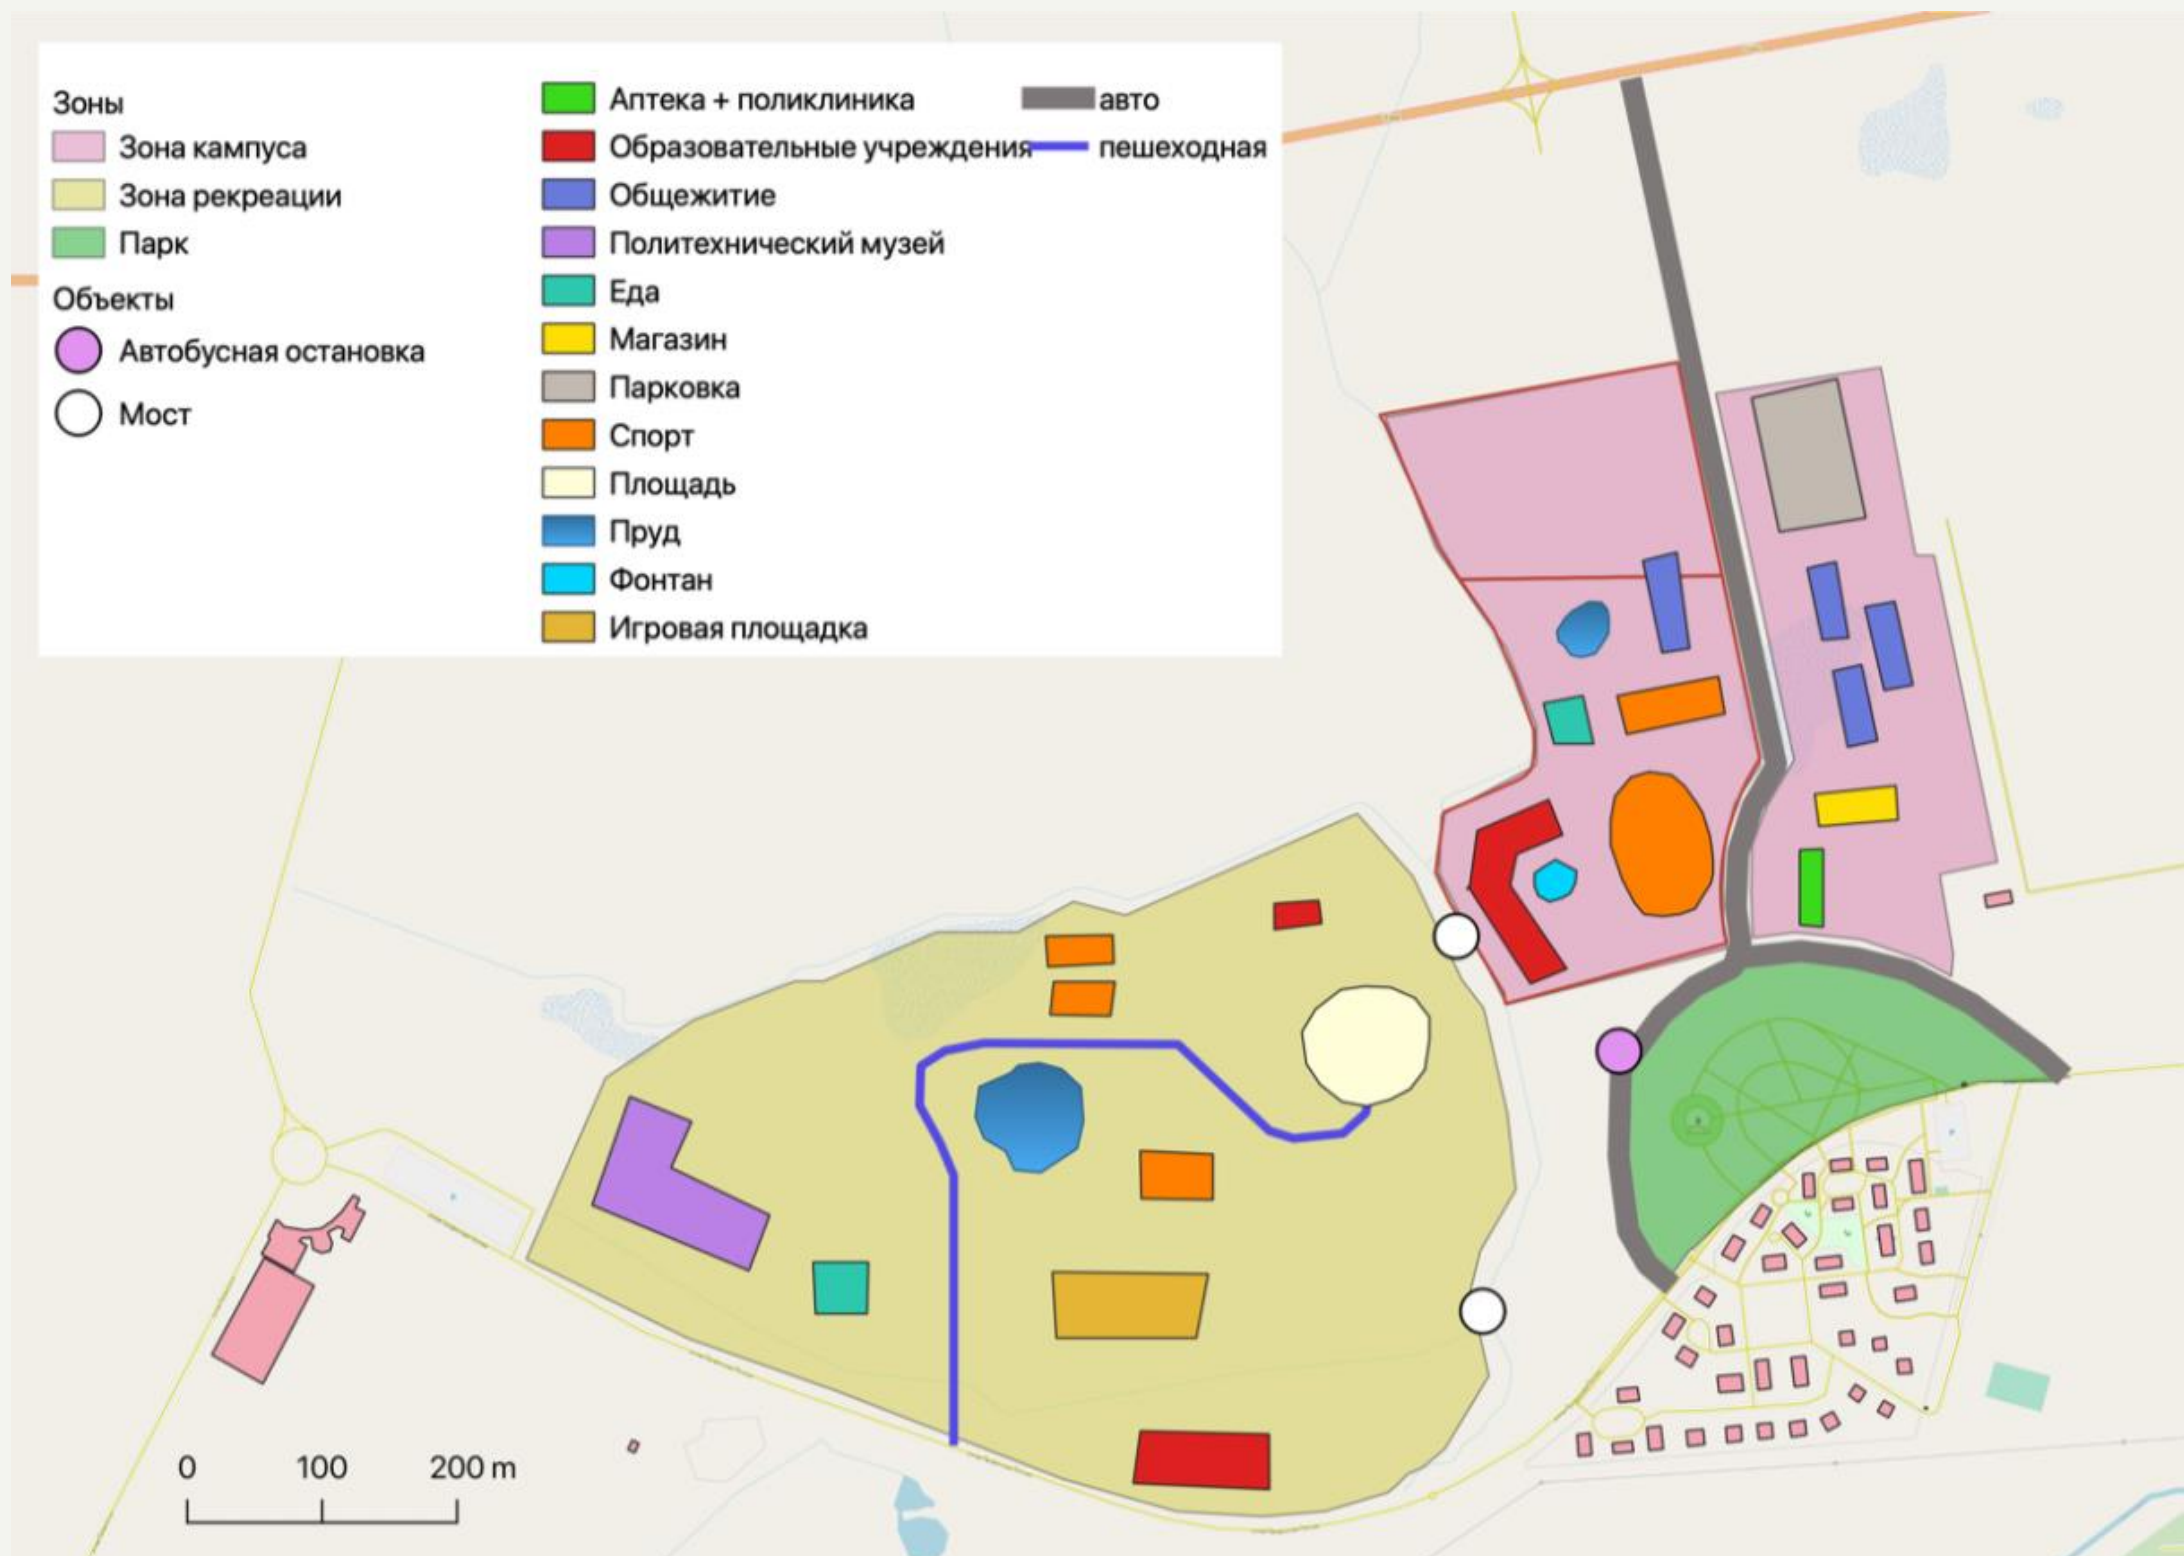 Зоны
Зона кампуса
Зона рекреации
Парк
Объекты
Автобусная остановка
Мост
Аптека + поликлиника
Образовательные учреждения
Общежитие
Политехнический музей
Еда
Магазин
Парковка
Спорт
Площадь
Пруд
Фонтан
Игровая площадка
авто
пешеходная
0 100 200 m